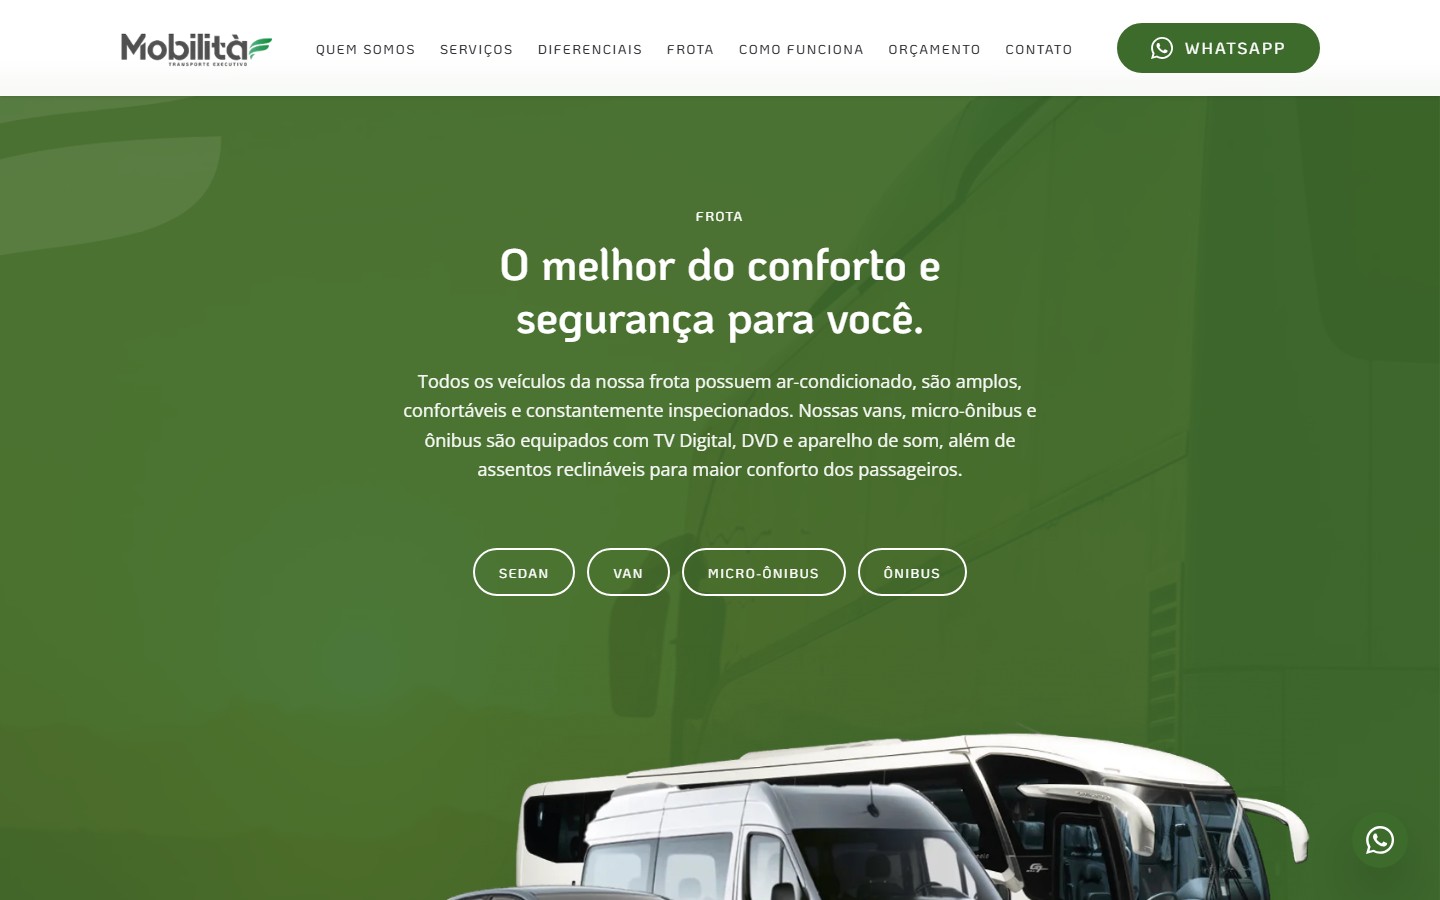 Mobilità
TRANSPORTE EXECUTIVO
QUEM SOMOS
SERVIÇOS
DIFERENCIAIS
FROTA
COMO FUNCIONA
ORÇAMENTO
CONTATO
WHATSAPP
FROTA
O melhor do conforto e
segurança para você.
Todos os veículos da nossa frota possuem ar-condicionado, são amplos,
confortáveis e constantemente inspecionados. Nossas vans, micro-ônibus e
ônibus são equipados com TV Digital, DVD e aparelho de som, além de
assentos reclináveis para maior conforto dos passageiros.
SEDAN
VAN
MICRO-ÔNIBUS
ÔNIBUS